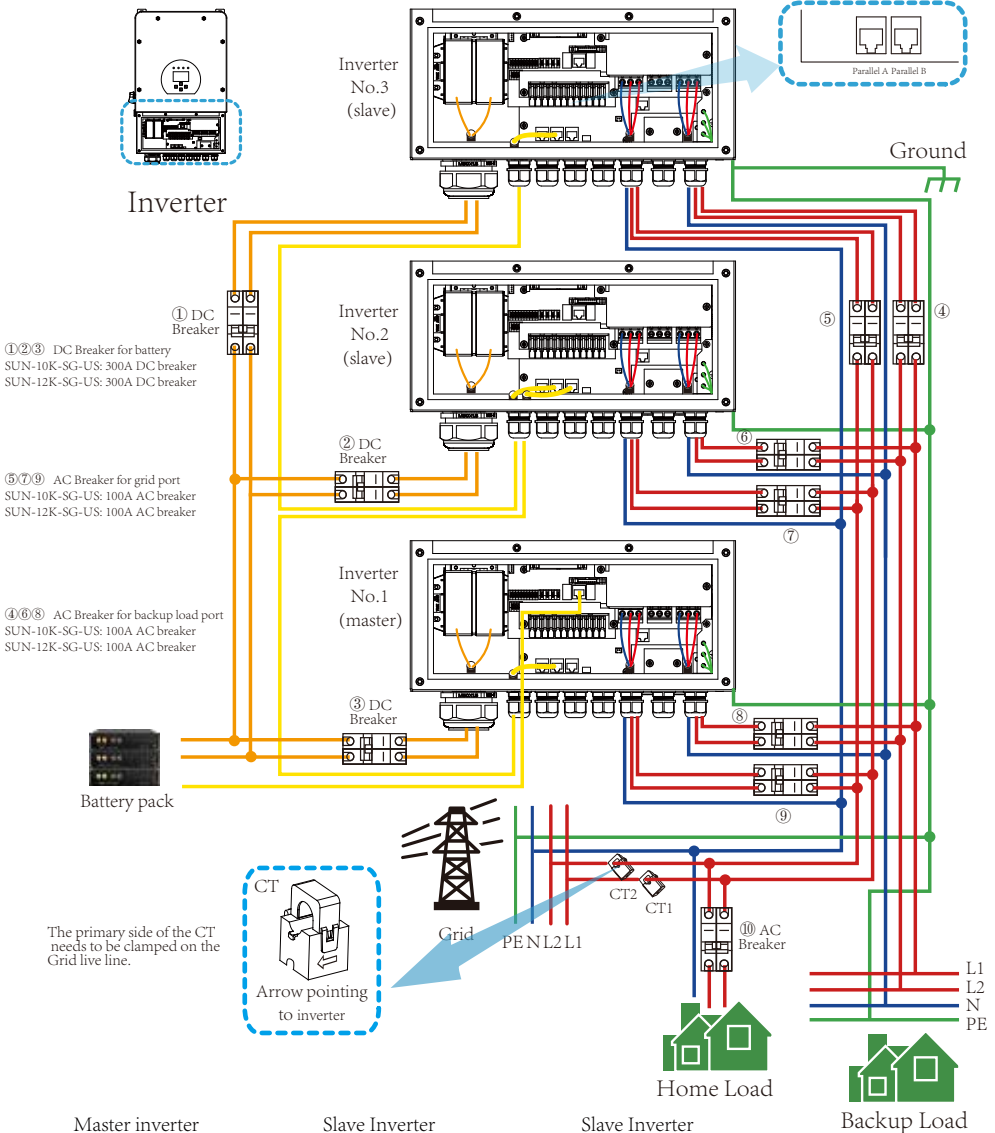 Parallel A Parallel B
Inverter
No.3
(slave)
Ground
Inverter
① DC
Breaker
Inverter
No.2
(slave)
⑤
④
①②③ DC Breaker for battery
SUN-10K-SG-US: 300A DC breaker
SUN-12K-SG-US: 300A DC breaker
② DC
Breaker
⑥
⑤⑦⑨ AC Breaker for grid port
SUN-10K-SG-US: 100A AC breaker
SUN-12K-SG-US: 100A AC breaker
⑦
Inverter
No.1
(master)
④⑥⑧ AC Breaker for backup load port
SUN-10K-SG-US: 100A AC breaker
SUN-12K-SG-US: 100A AC breaker
③ DC
Breaker
⑧
Battery pack
⑨
CT
CT2
CT1
The primary side of the CT
needs to be clamped on the
Grid live line.
Grid
PE N L2 L1
⑩ AC
Breaker
Arrow pointing
to inverter
L1
L2
N
PE
Home Load
Backup Load
Master inverter
Slave Inverter
Slave Inverter